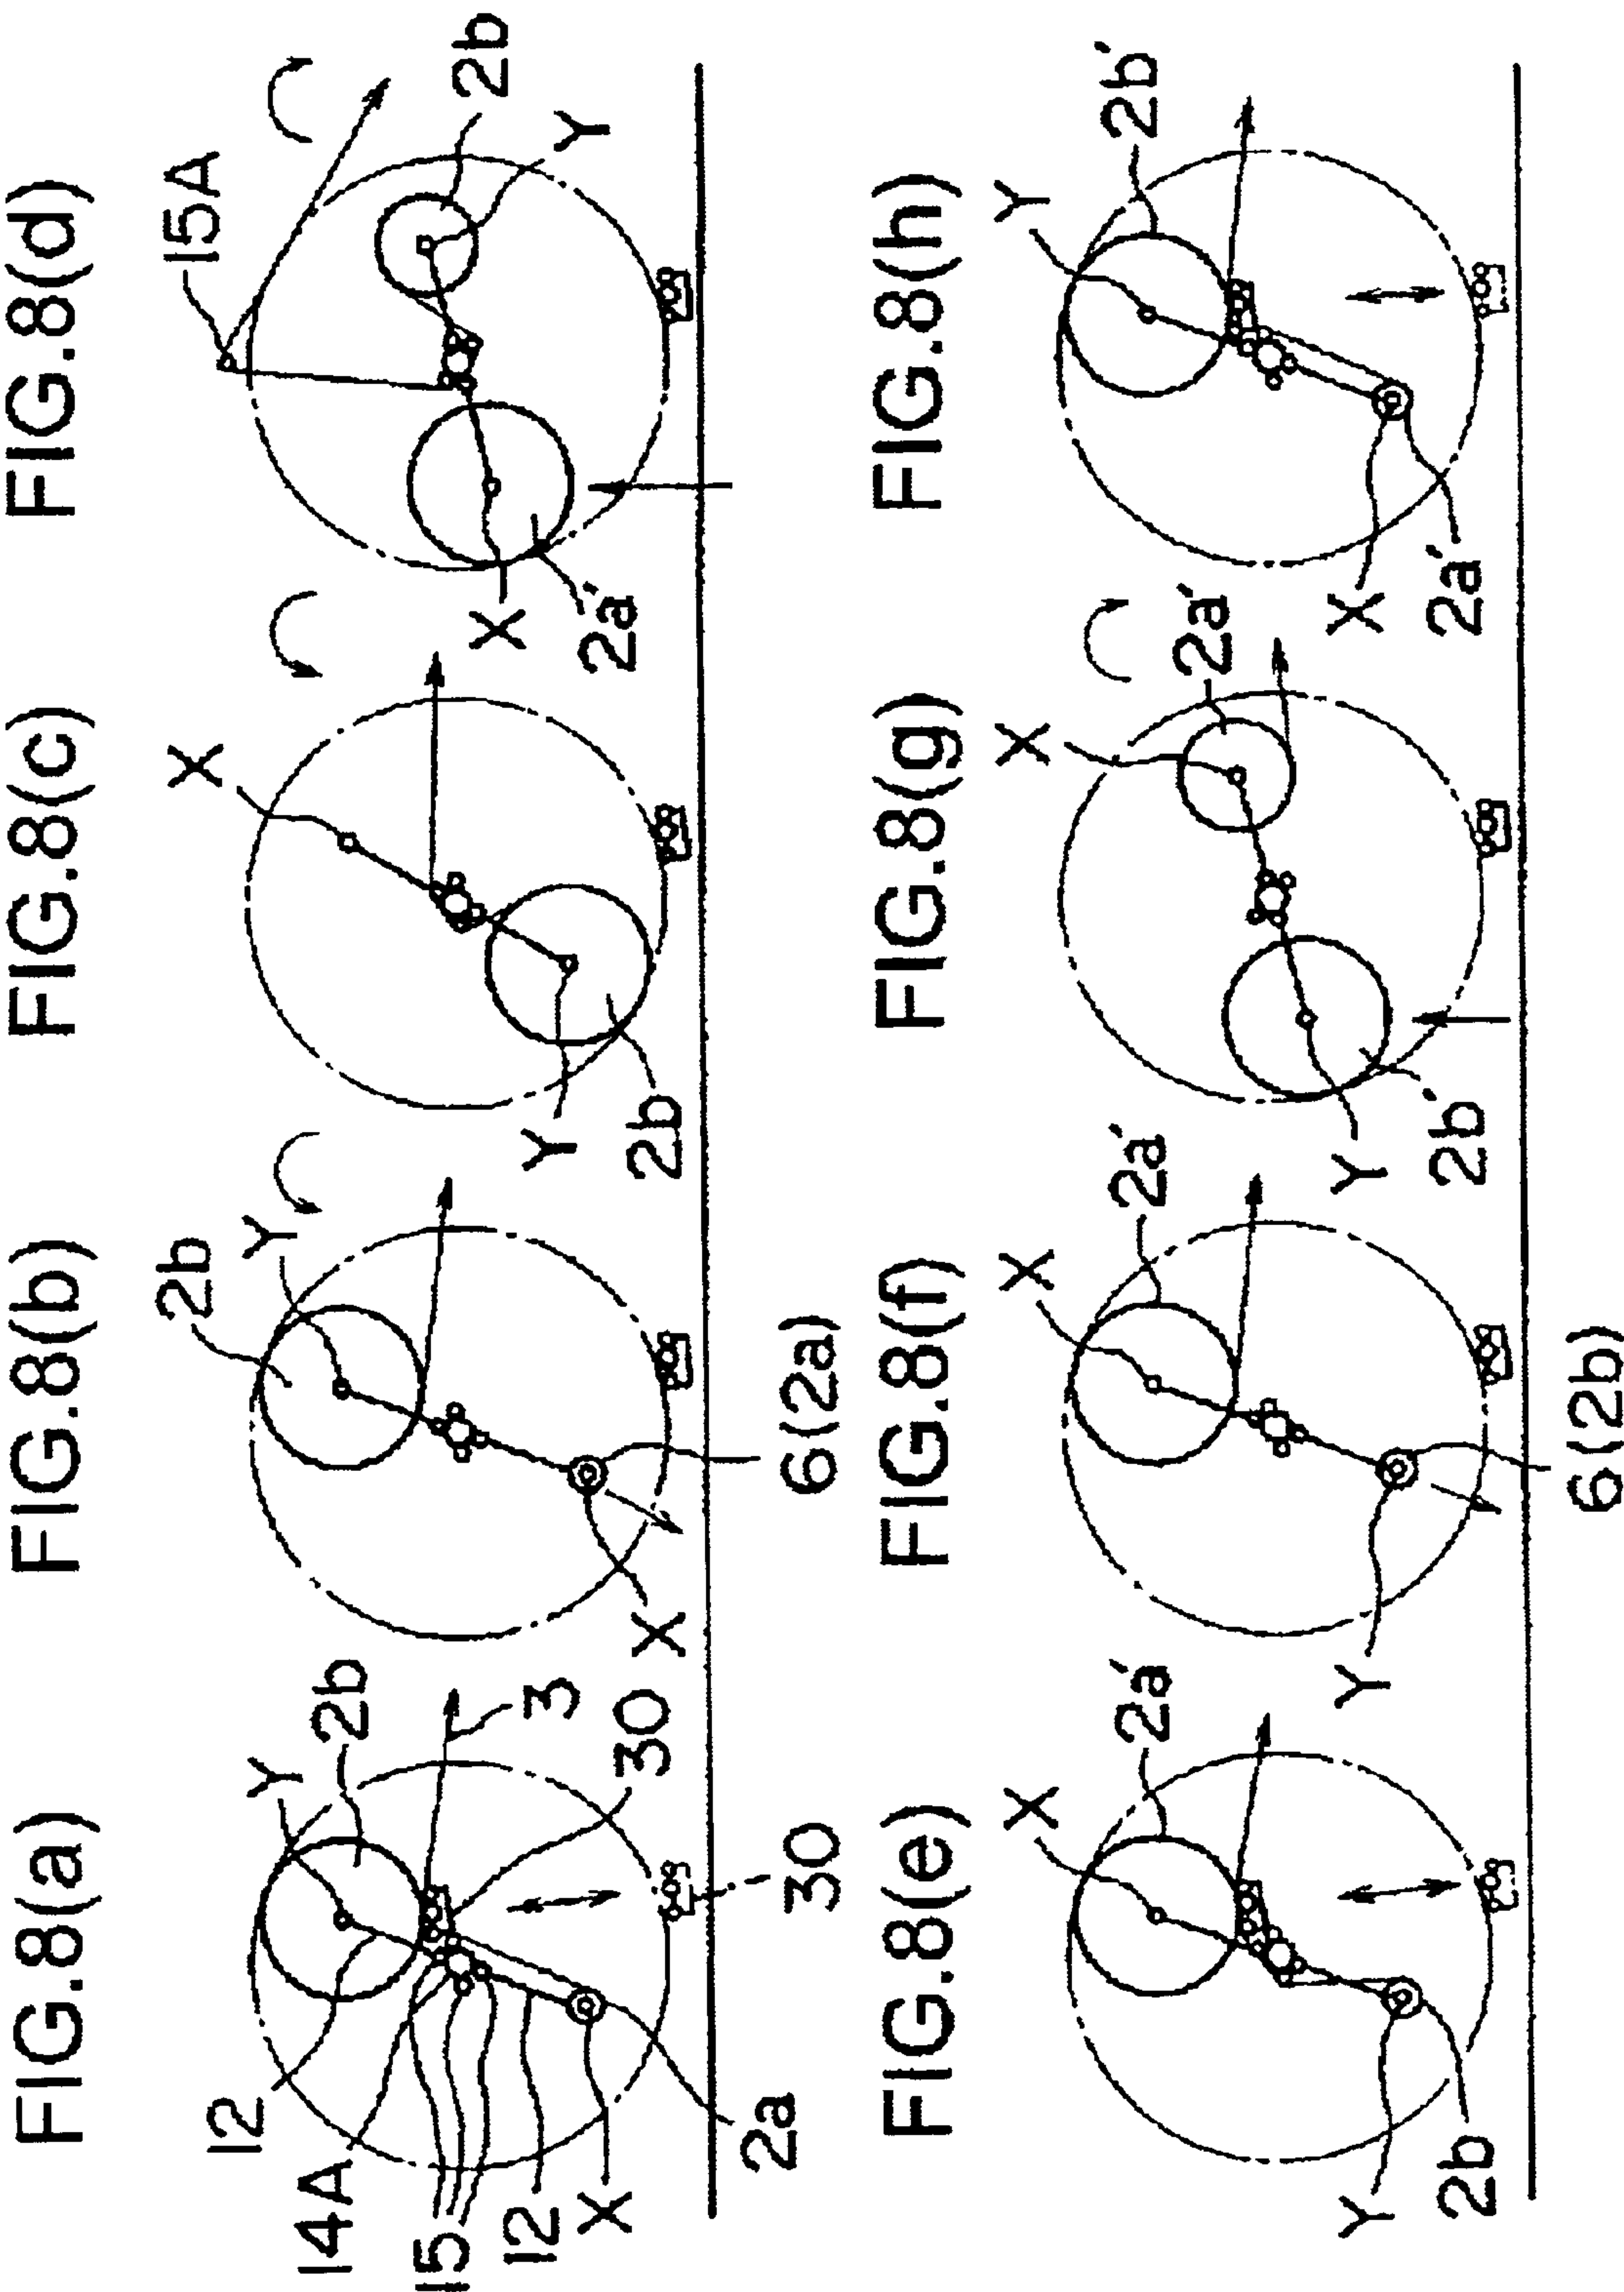 FIG.8(a)
12
14A
15
12
X
2a
Y
2b
3
30
30
FIG.8(b)
2b
Y
X
6(2a)
FIG.8(c)
X
Y
2b
FIG.8(d)
15A
2b
Y
X
2a'
FIG.8(e)
X
2a'
Y
2b
FIG.8(f)
X
2a'
Y
6(2b)
FIG.8(g)
X
2a'
Y
2b'
FIG.8(h)
Y
2b'
X
2a'